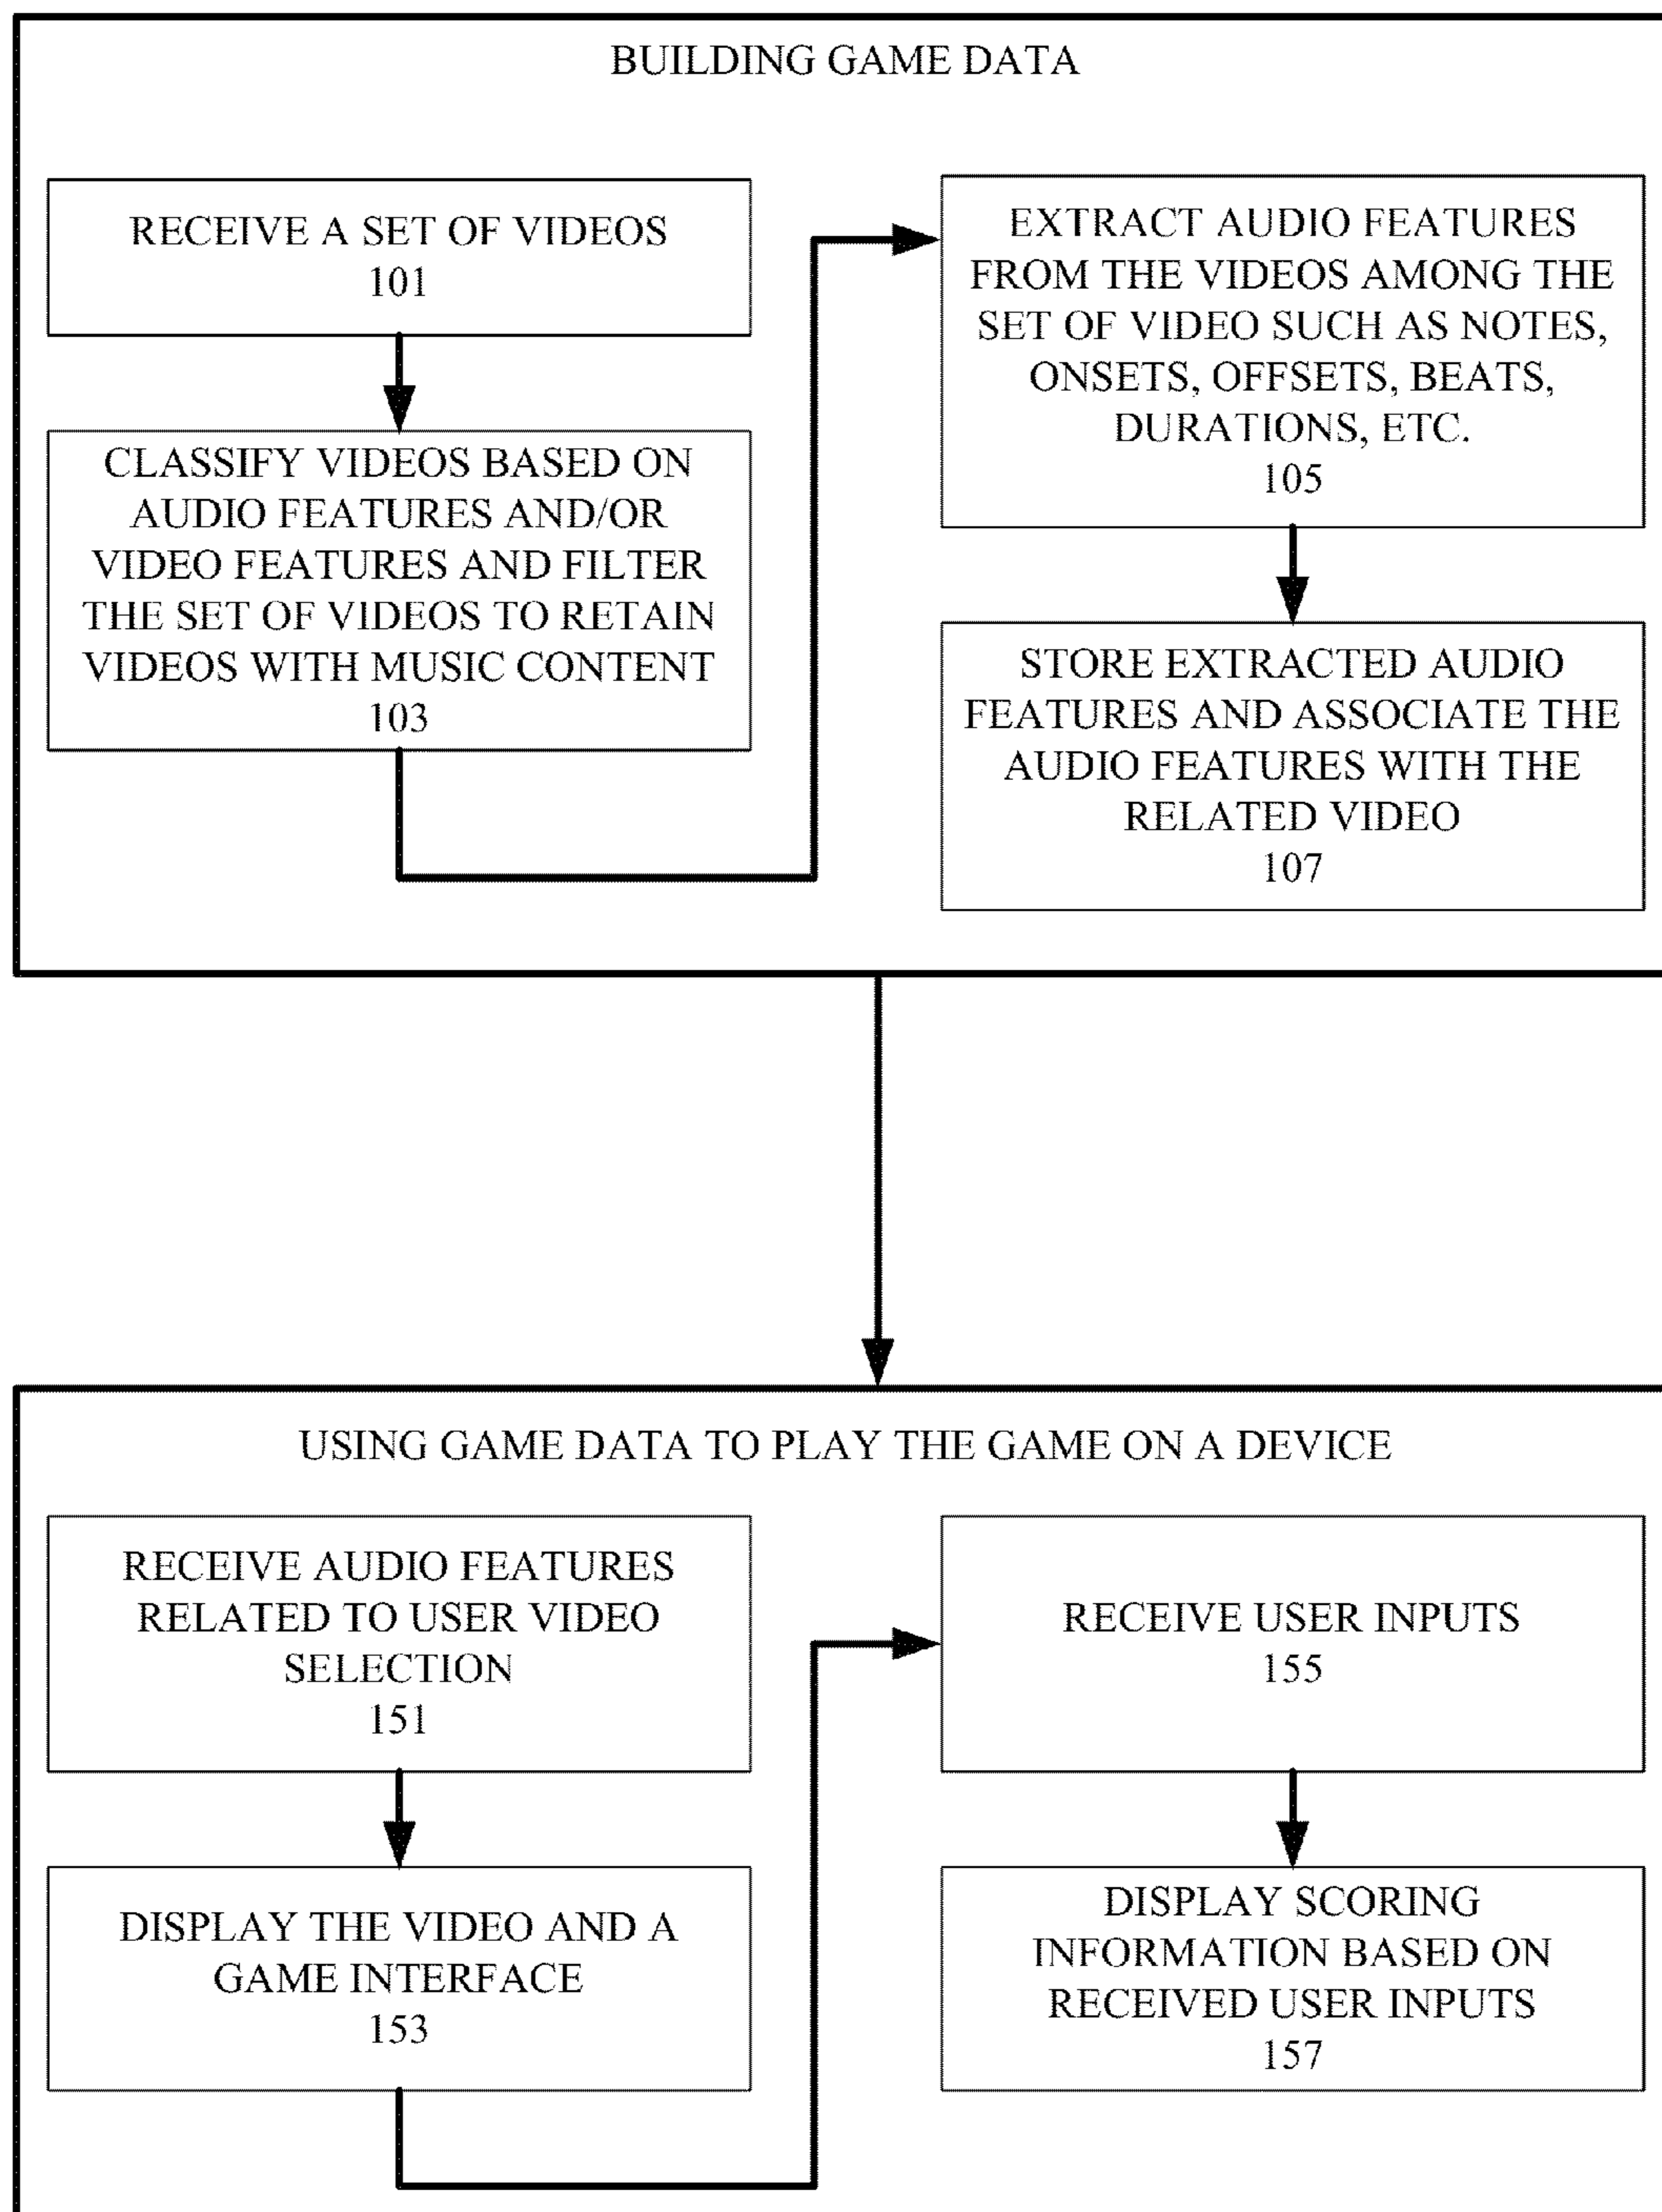 BUILDING GAME DATA
RECEIVE A SET OF VIDEOS
101
CLASSIFY VIDEOS BASED ON
AUDIO FEATURES AND/OR
VIDEO FEATURES AND FILTER
THE SET OF VIDEOS TO RETAIN
VIDEOS WITH MUSIC CONTENT
103
EXTRACT AUDIO FEATURES
FROM THE VIDEOS AMONG THE
SET OF VIDEO SUCH AS NOTES,
ONSETS, OFFSETS, BEATS,
DURATIONS, ETC.
105
STORE EXTRACTED AUDIO
FEATURES AND ASSOCIATE THE
AUDIO FEATURES WITH THE
RELATED VIDEO
107
USING GAME DATA TO PLAY THE GAME ON A DEVICE
RECEIVE AUDIO FEATURES
RELATED TO USER VIDEO
SELECTION
151
DISPLAY THE VIDEO AND A
GAME INTERFACE
153
RECEIVE USER INPUTS
155
DISPLAY SCORING
INFORMATION BASED ON
RECEIVED USER INPUTS
157